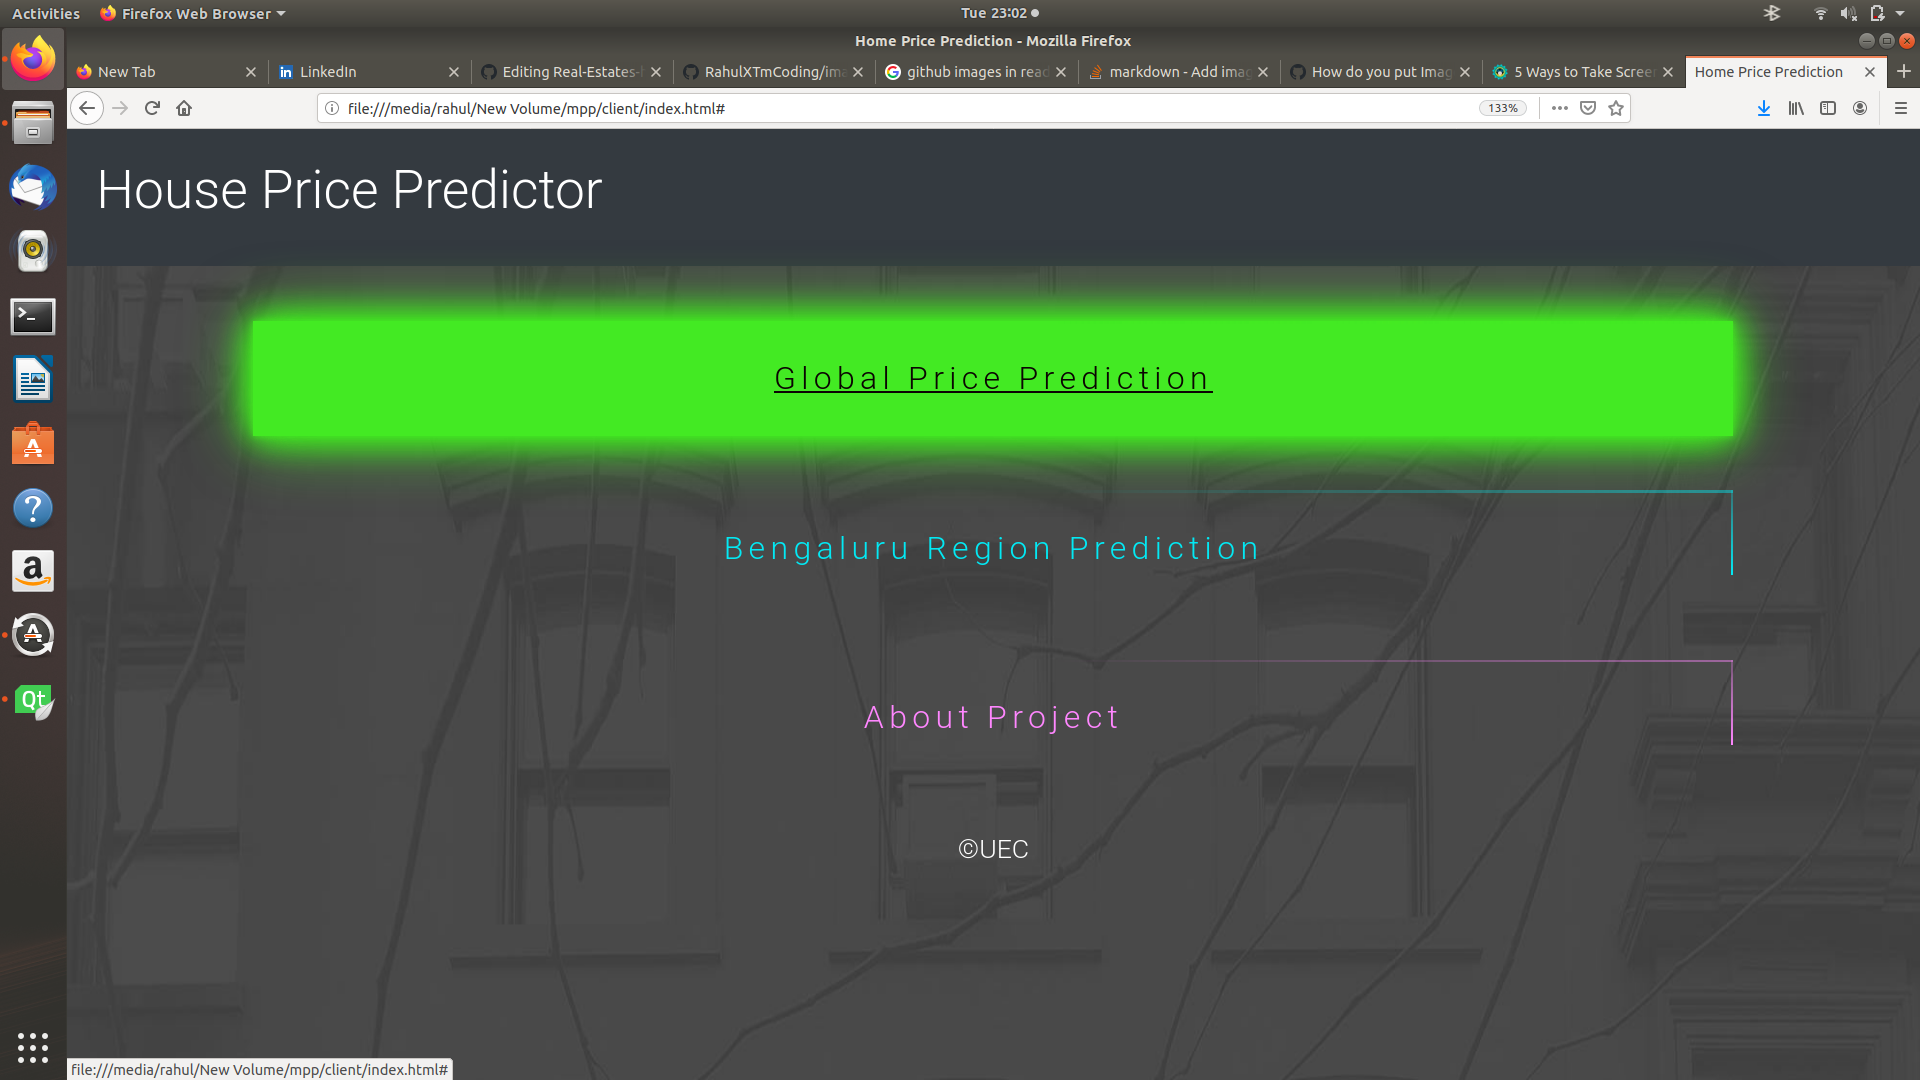 Activities
Firefox Web Browser
Tue 23:02
Home Price Prediction - Mozilla Firefox
New Tab
LinkedIn
Editing Real-Estates-
RahulXTmCoding/ima
github images in read
markdown - Add imag
How do you put Imag
5 Ways to Take Scree
Home Price Prediction
file:///media/rahul/New Volume/mpp/client/index.html#
133%
House Price Predictor
Global Price Prediction
Bengaluru Region Prediction
About Project
©UEC
file:///media/rahul/New Volume/mpp/client/index.html#